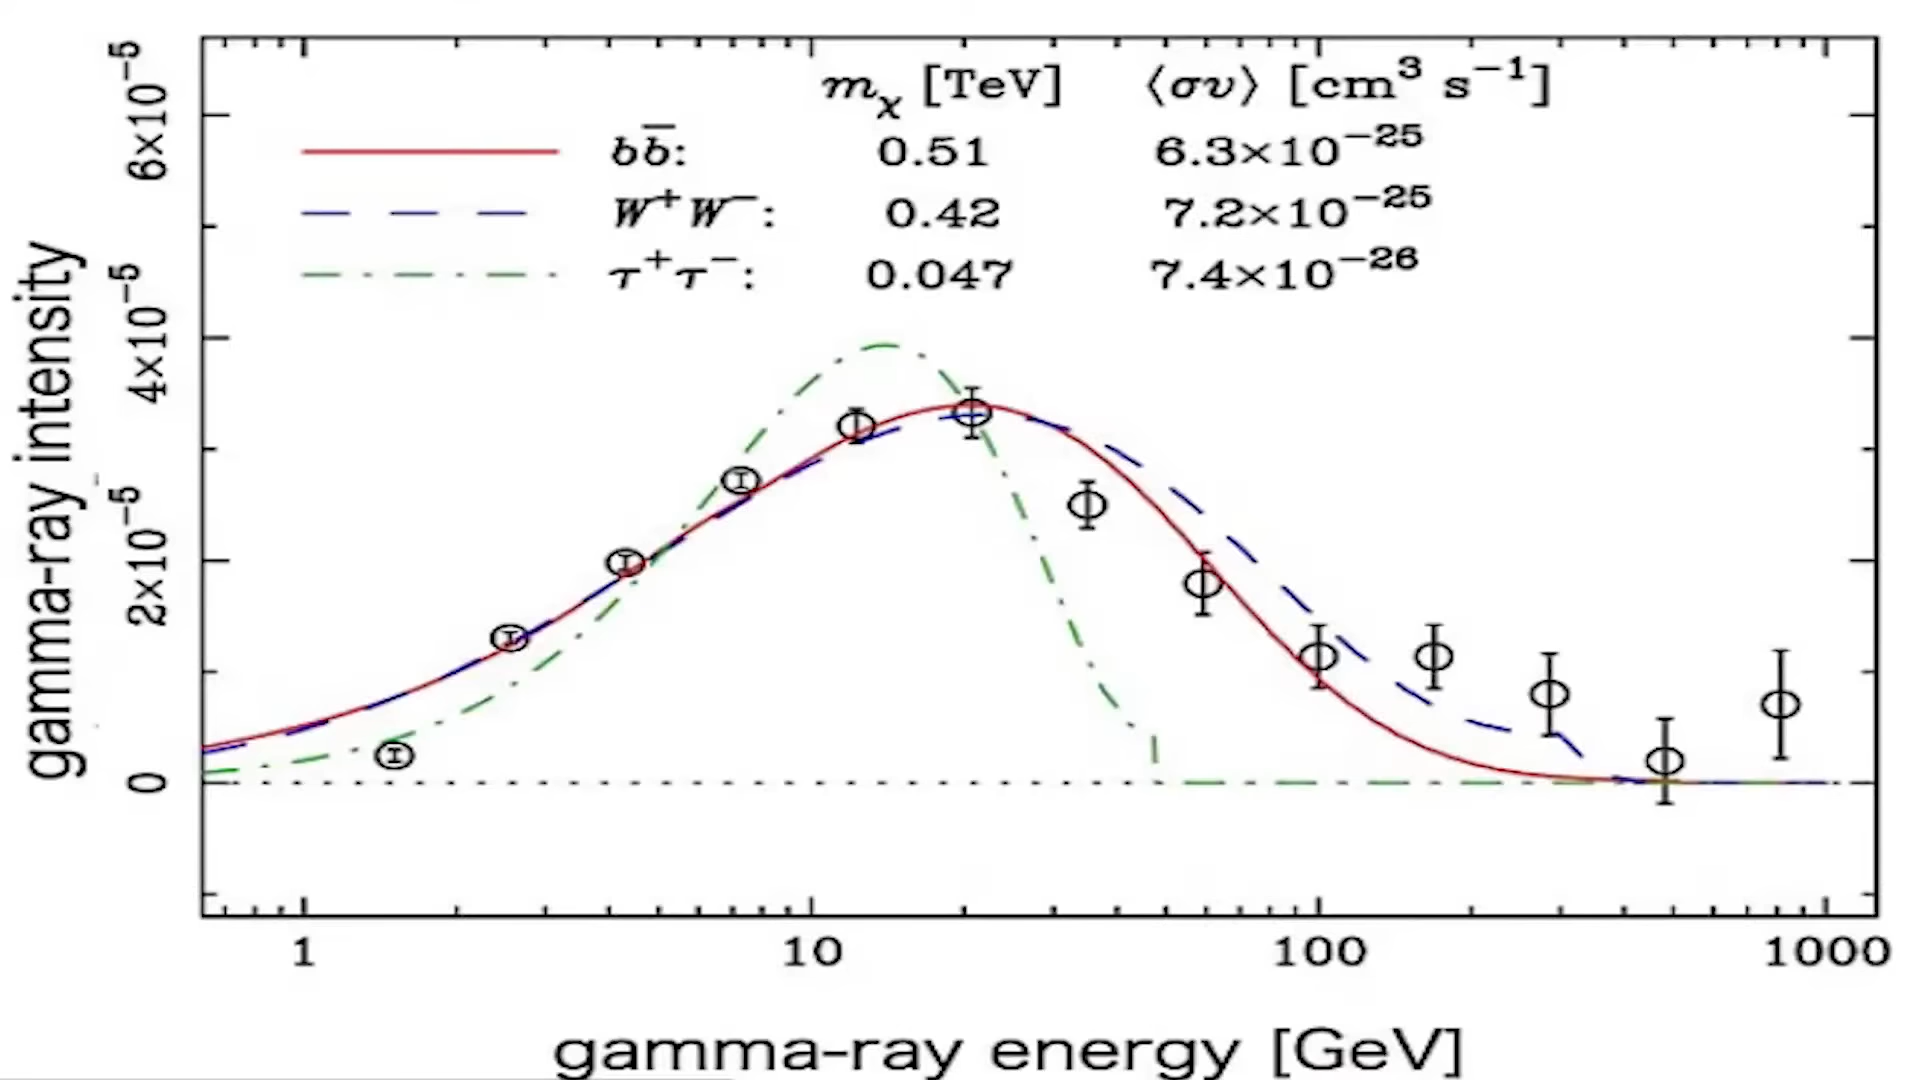 m_χ [TeV] ⟨σv⟩ [cm³ s⁻¹]
bb̅: 0.51 6.3×10⁻²⁵
W⁺W⁻: 0.42 7.2×10⁻²⁵
τ⁺τ⁻: 0.047 7.4×10⁻²⁶
gamma-ray intensity
6×10⁻⁵
4×10⁻⁵
2×10⁻⁵
0
1 10 100 1000
gamma-ray energy [GeV]